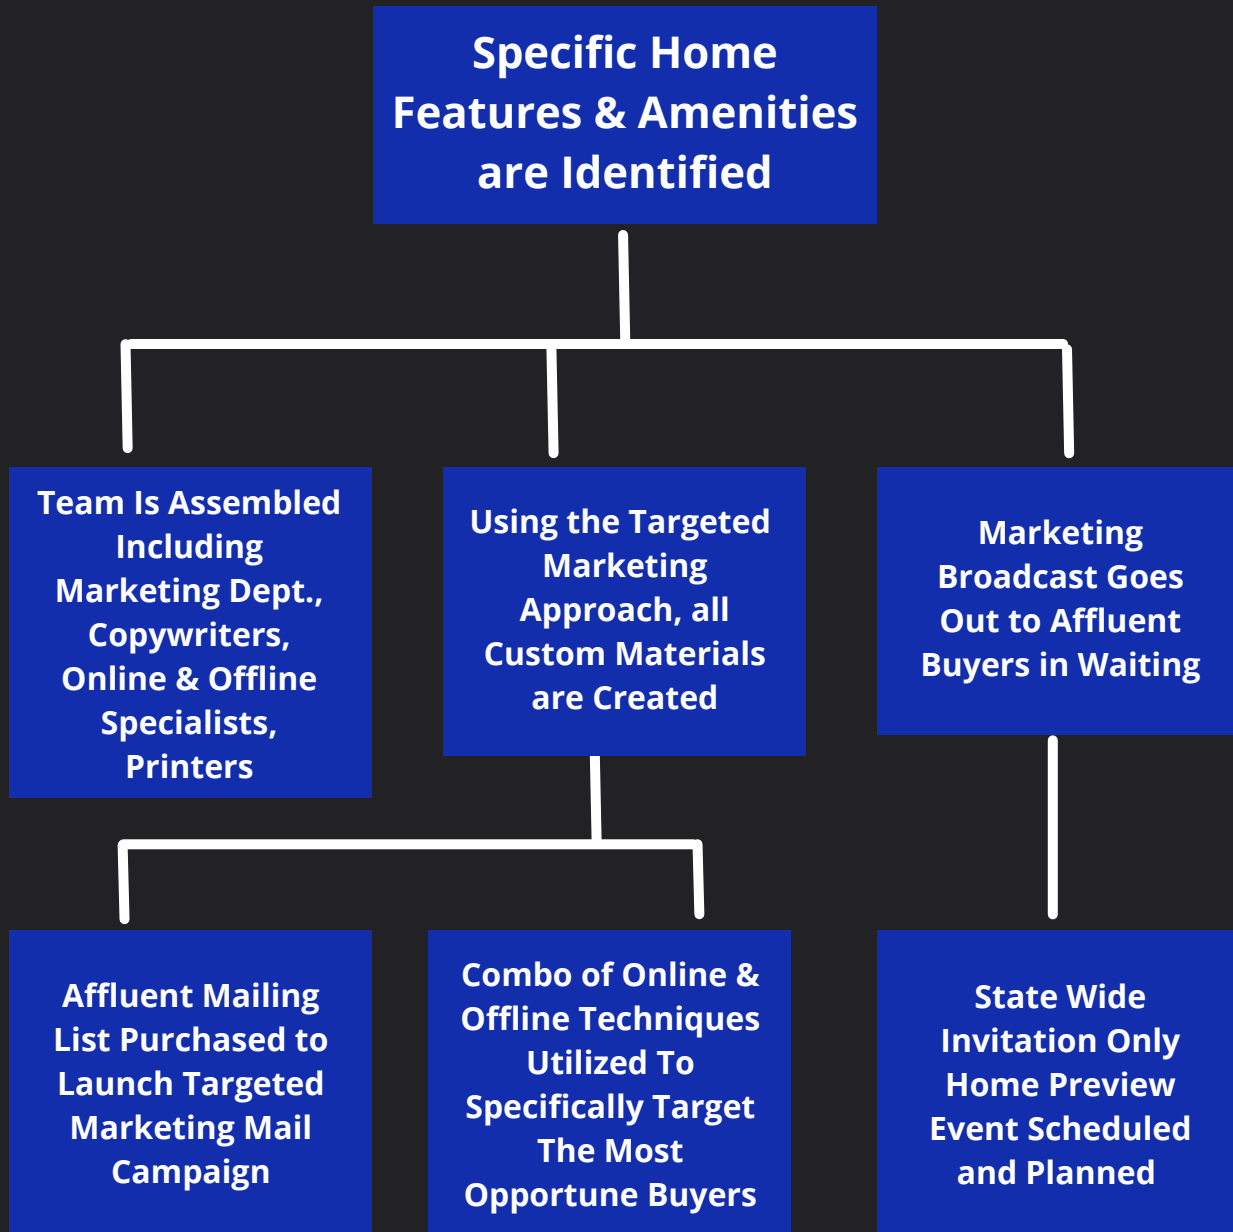 Specific Home
Features & Amenities
are Identified
Team Is Assembled
Including
Marketing Dept.,
Copywriters,
Online & Offline
Specialists,
Printers
Using the Targeted
Marketing
Approach, all
Custom Materials
are Created
Marketing
Broadcast Goes
Out to Affluent
Buyers in Waiting
Affluent Mailing
List Purchased to
Launch Targeted
Marketing Mail
Campaign
Combo of Online &
Offline Techniques
Utilized To
Specifically Target
The Most
Opportune Buyers
State Wide
Invitation Only
Home Preview
Event Scheduled
and Planned